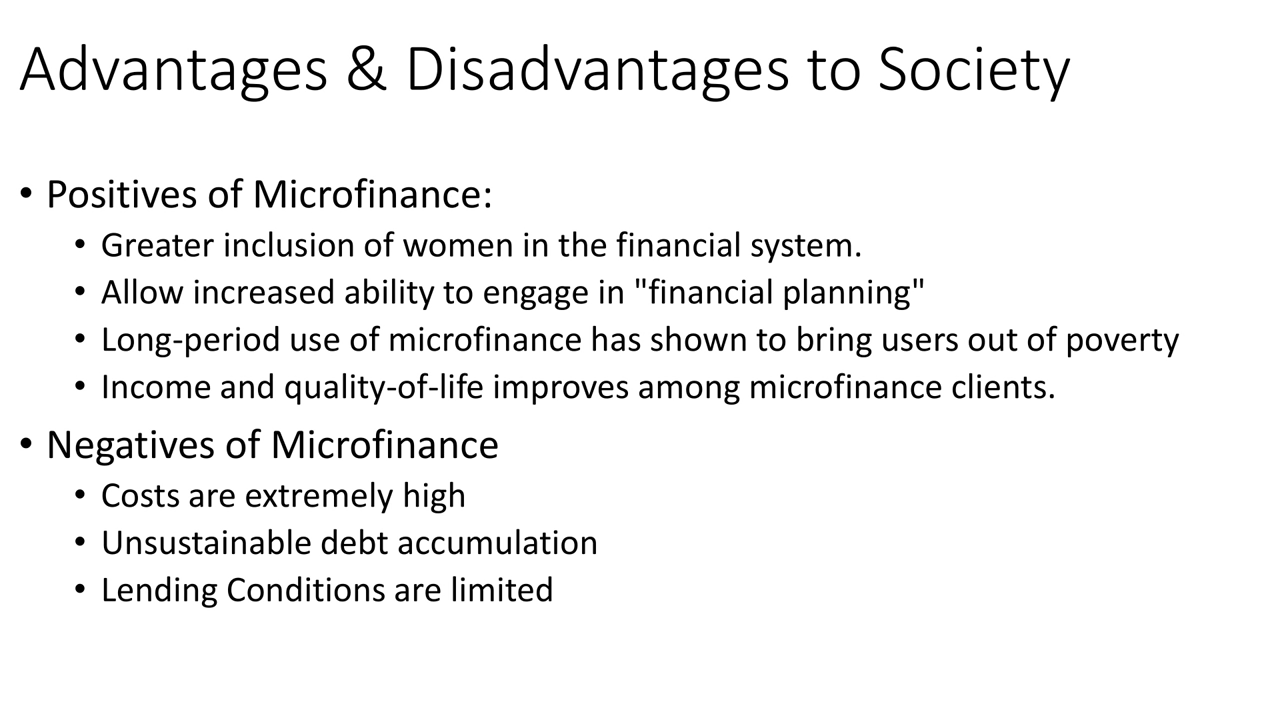 Advantages & Disadvantages to Society
• Positives of Microfinance:
• Greater inclusion of women in the financial system.
• Allow increased ability to engage in "financial planning"
• Long-period use of microfinance has shown to bring users out of poverty
• Income and quality-of-life improves among microfinance clients.
• Negatives of Microfinance
• Costs are extremely high
• Unsustainable debt accumulation
• Lending Conditions are limited